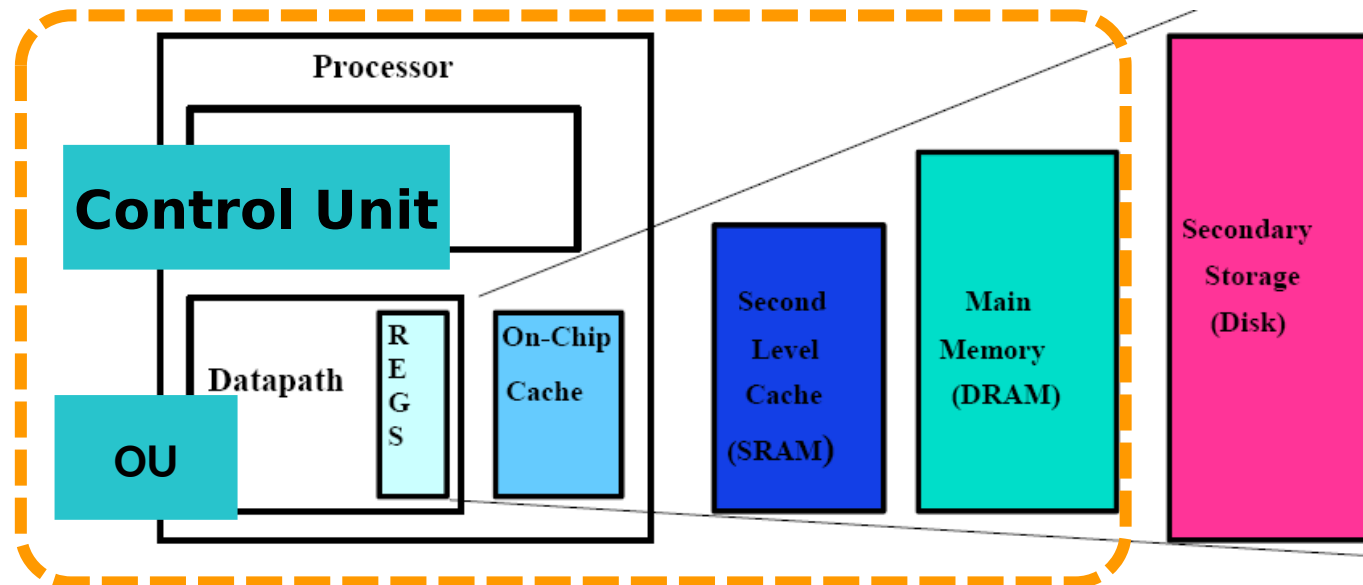 Processor
Control Unit
Datapath
OU
R
E
G
S
On-Chip
Cache
Second
Level
Cache
(SRAM)
Main
Memory
(DRAM)
Secondary
Storage
(Disk)